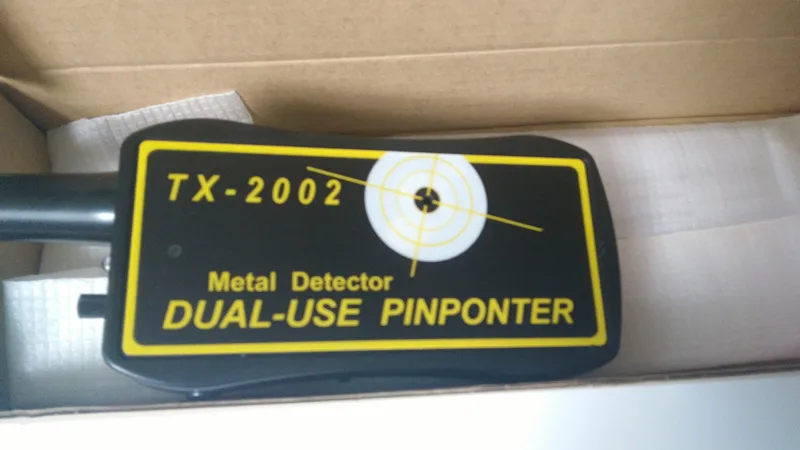 TX-2002
Metal Detector
DUAL-USE PINPONTER